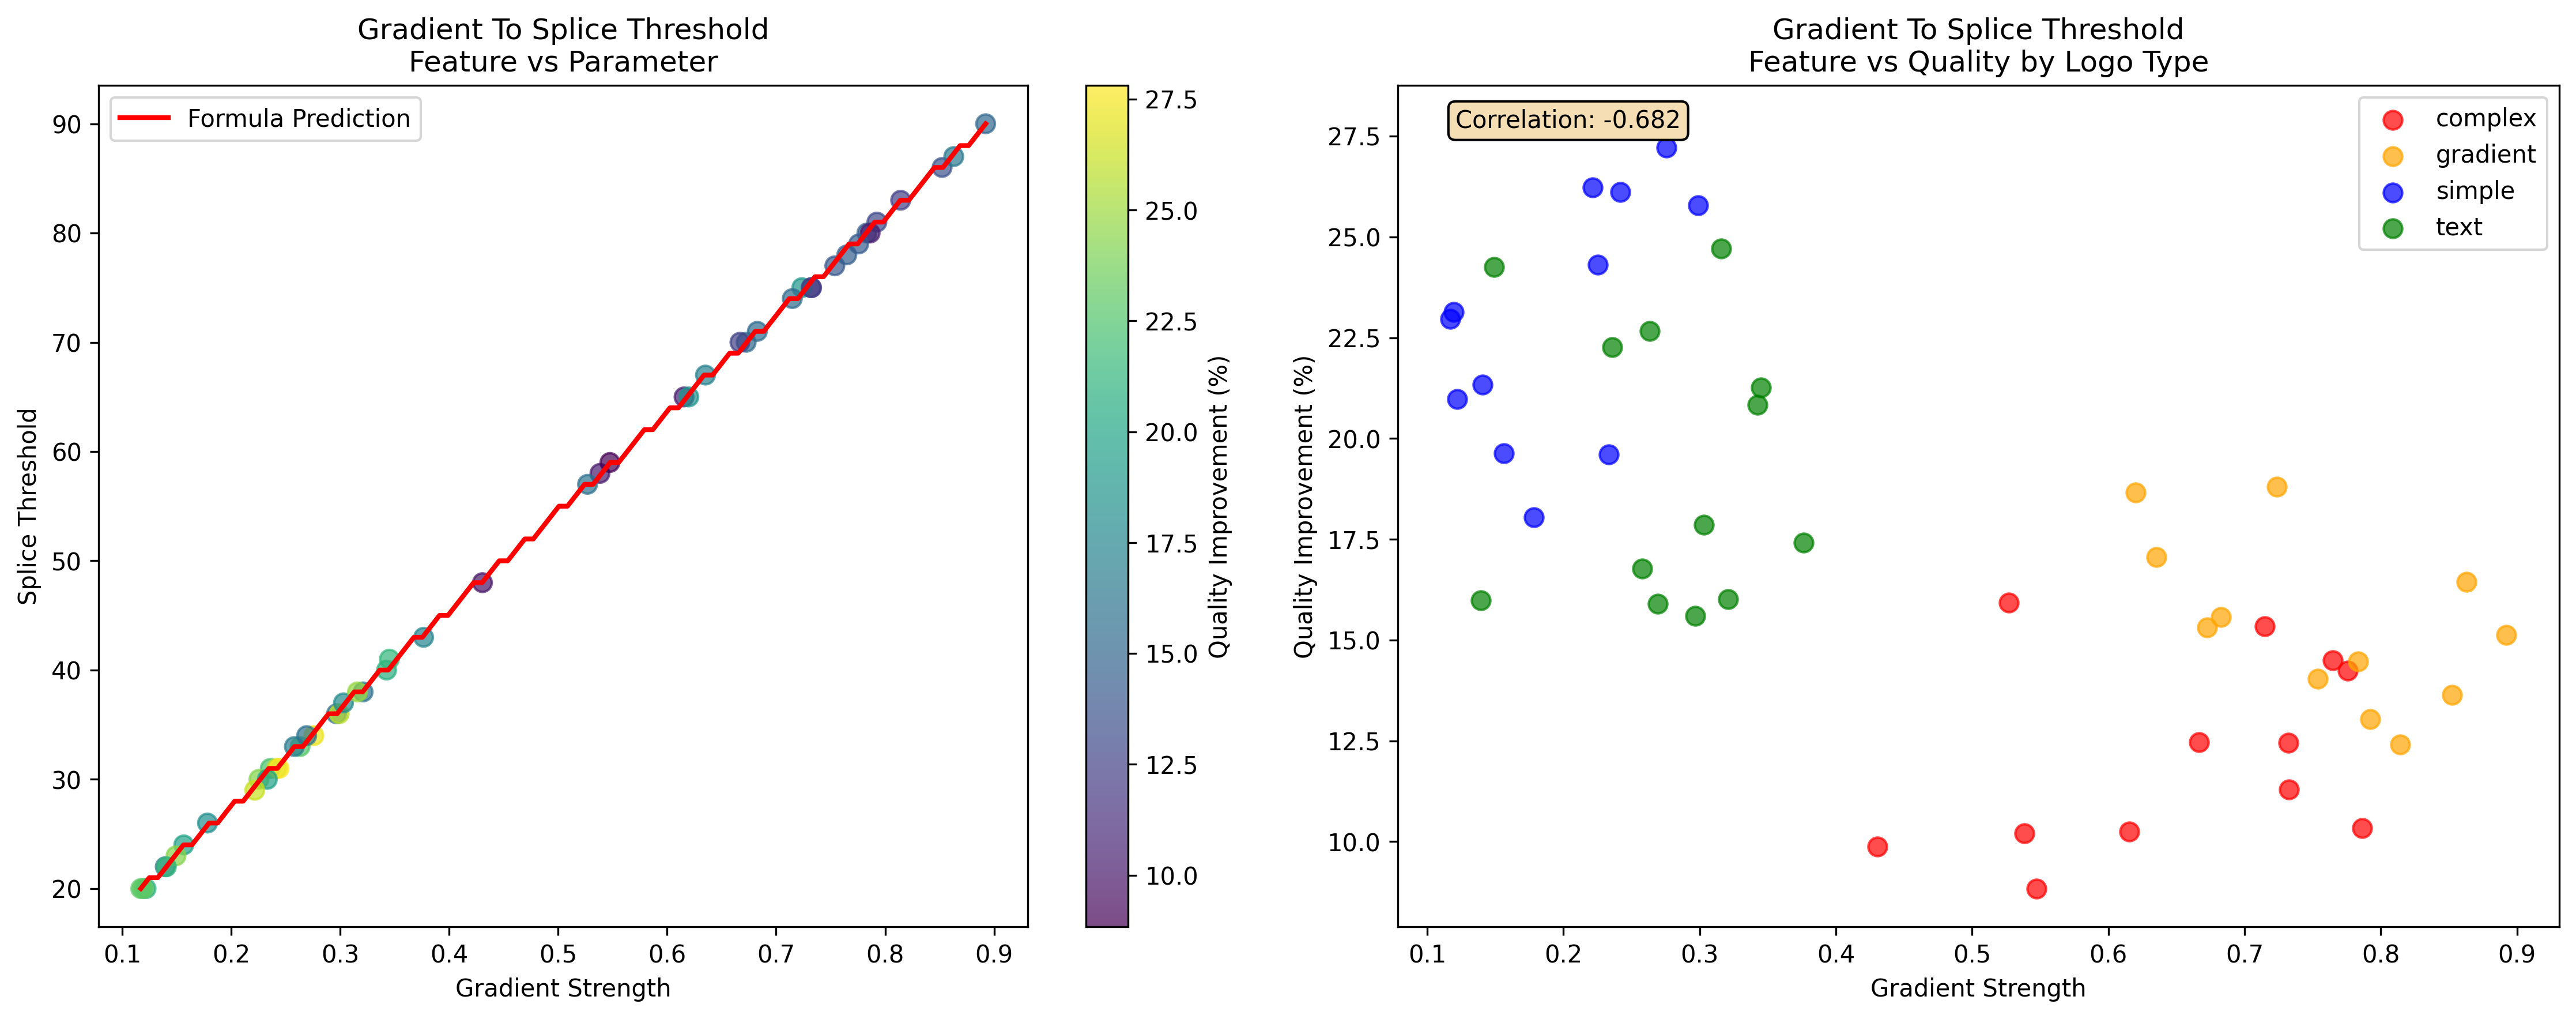 Gradient To Splice Threshold
Feature vs Parameter
Formula Prediction
90
80
70
60
50
40
30
20
Splice Threshold
0.1 0.2 0.3 0.4 0.5 0.6 0.7 0.8 0.9
Gradient Strength
27.5
25.0
22.5
20.0
17.5
15.0
12.5
10.0
Quality Improvement (%)
Gradient To Splice Threshold
Feature vs Quality by Logo Type
Correlation: -0.682
complex
gradient
simple
text
27.5
25.0
22.5
20.0
17.5
15.0
12.5
10.0
Quality Improvement (%)
0.1 0.2 0.3 0.4 0.5 0.6 0.7 0.8 0.9
Gradient Strength